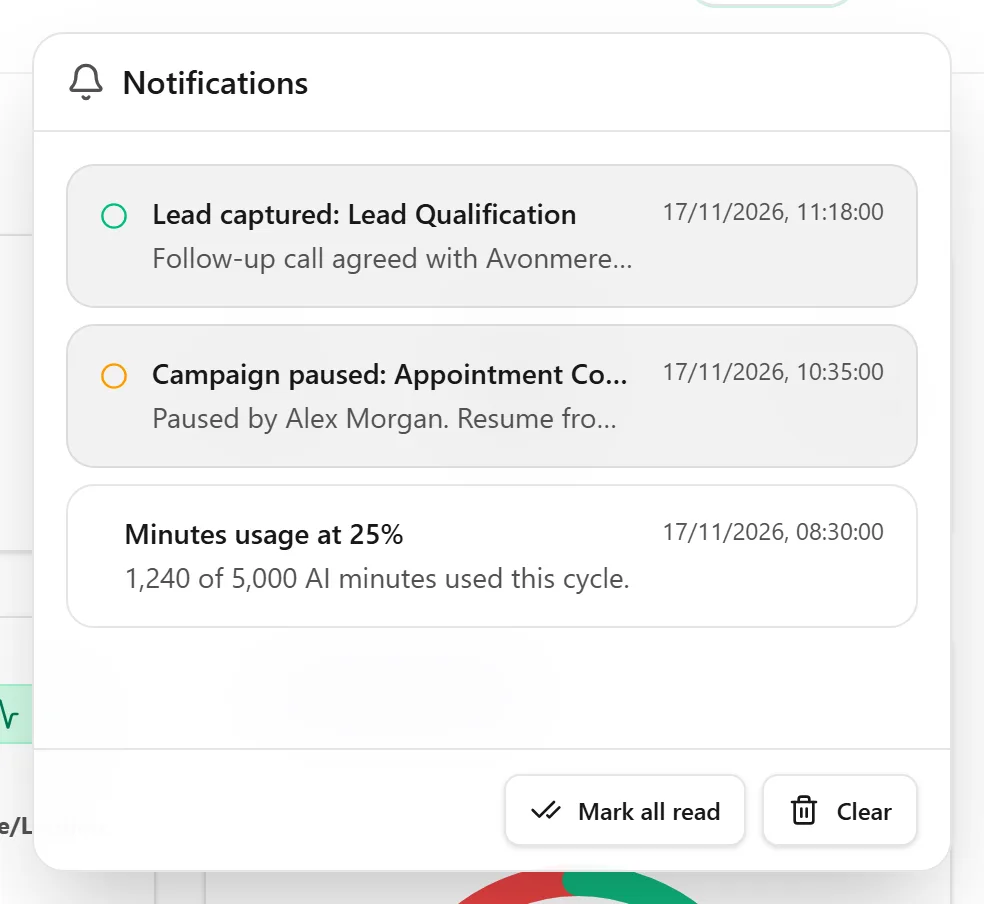 Notifications
Lead captured: Lead Qualification 17/11/2026, 11:18:00
Follow-up call agreed with Avonmere...
Campaign paused: Appointment Co... 17/11/2026, 10:35:00
Paused by Alex Morgan. Resume fro...
Minutes usage at 25% 17/11/2026, 08:30:00
1,240 of 5,000 AI minutes used this cycle.
Mark all read Clear